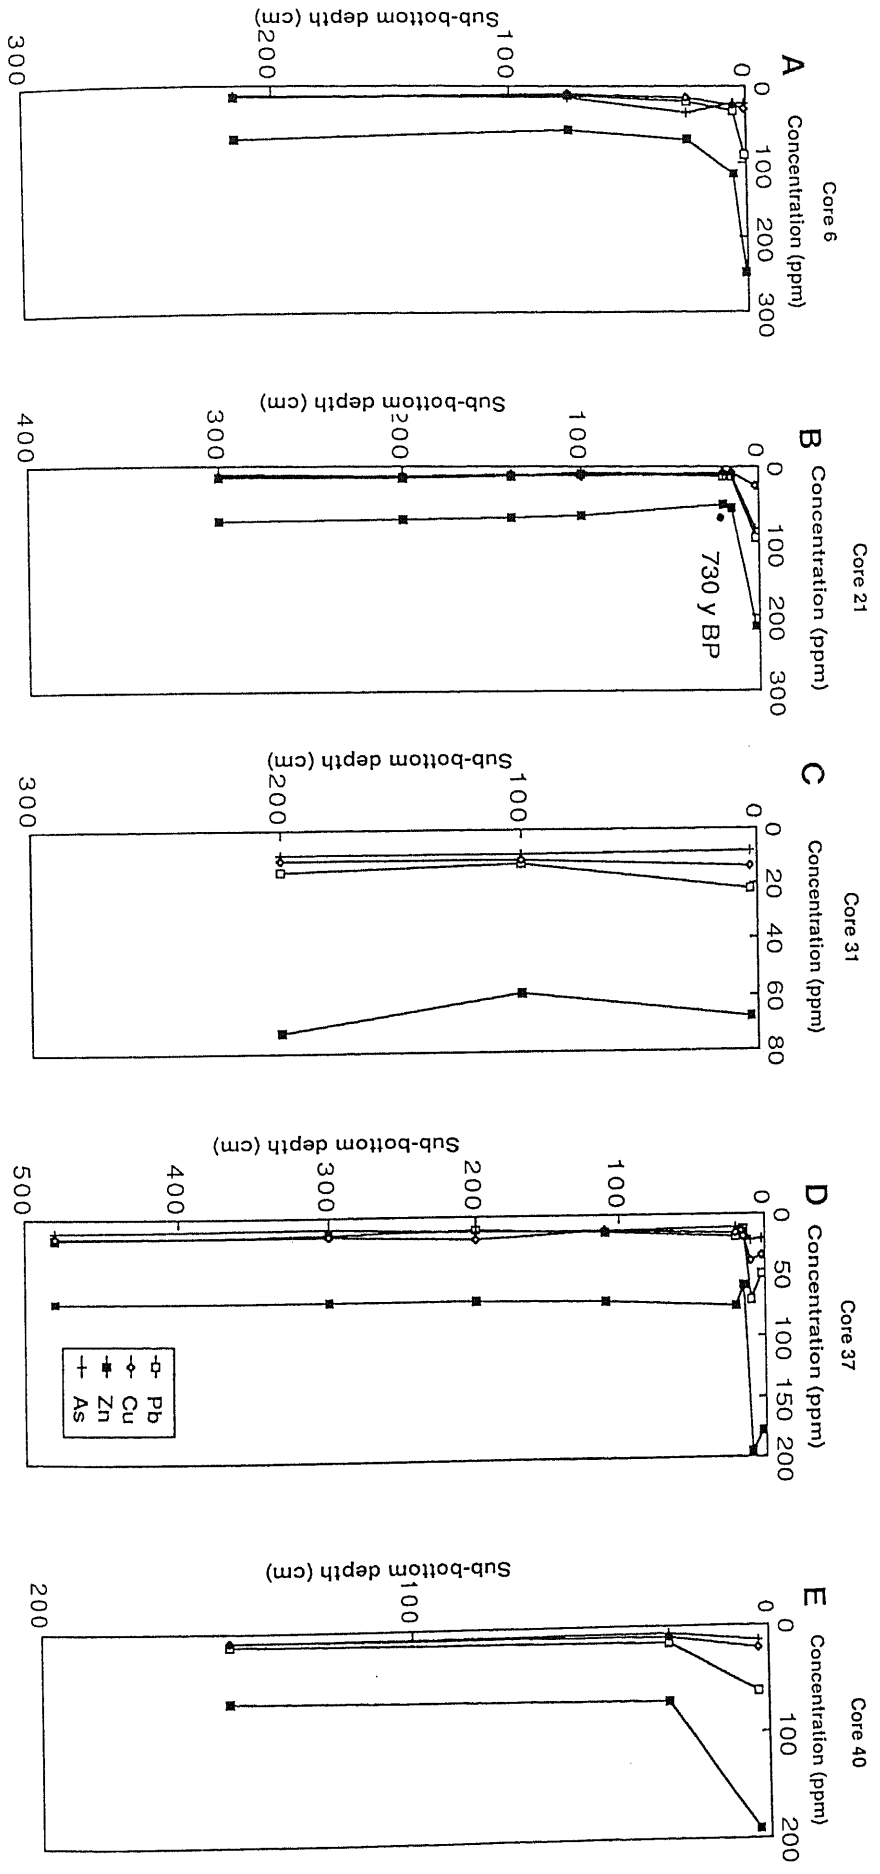 A
Core 6
Concentration (ppm)
0
100
200
300
0
100
200
300
Sub-bottom depth (cm)
B
Core 21
Concentration (ppm)
0
100
200
300
0
100
200
300
400
Sub-bottom depth (cm)
730 y BP
C
Core 31
Concentration (ppm)
0
20
40
60
80
0
100
200
300
Sub-bottom depth (cm)
D
Core 37
Concentration (ppm)
0
50
100
150
200
0
100
200
300
400
500
Sub-bottom depth (cm)
Pb
Cu
Zn
As
E
Core 40
Concentration (ppm)
0
100
200
0
100
200
Sub-bottom depth (cm)